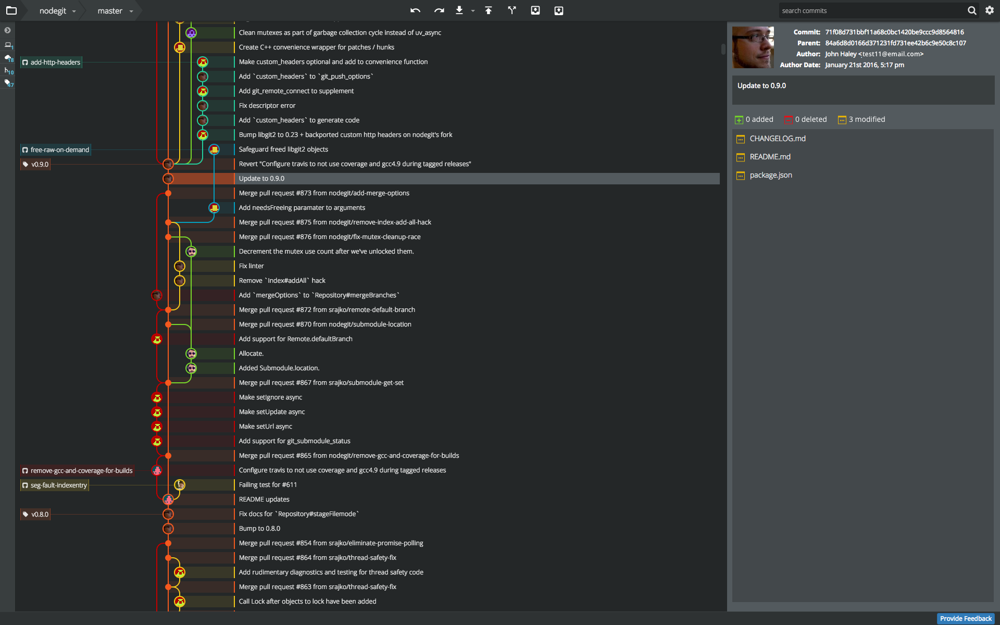 nodegit
master
search commits
1
18
10
47
Clean mutexes as part of garbage collection cycle instead of uv_async
Create C++ convenience wrapper for patches / hunks
add-http-headers
Make custom_headers optional and add to convenience function
Add `custom_headers` to `git_push_options`
Add git_remote_connect to supplement
Fix descriptor error
Add `custom_headers` to generate code
Bump libgit2 to 0.23 + backported custom http headers on nodegit's fork
free-raw-on-demand
Safeguard freed libgit2 objects
v0.9.0
Revert "Configure travis to not use coverage and gcc4.9 during tagged releases"
Update to 0.9.0
Merge pull request #873 from nodegit/add-merge-options
Add needsFreeing paramater to arguments
Merge pull request #875 from nodegit/remove-index-add-all-hack
Merge pull request #876 from nodegit/fix-mutex-cleanup-race
Decrement the mutex use count after we've unlocked them.
Fix linter
Remove `Index#addAll` hack
Add `mergeOptions` to `Repository#mergeBranches`
Merge pull request #872 from srajko/remote-default-branch
Merge pull request #870 from nodegit/submodule-location
Add support for Remote.defaultBranch
Allocate.
Added Submodule.location.
Merge pull request #867 from srajko/submodule-get-set
Make setIgnore async
Make setUpdate async
Make setUrl async
Add support for git_submodule_status
Merge pull request #865 from nodegit/remove-gcc-and-coverage-for-builds
remove-gcc-and-coverage-for-builds
Configure travis to not use coverage and gcc4.9 during tagged releases
seg-fault-indexentry
Failing test for #611
README updates
v0.8.0
Fix docs for `Repository#stageFilemode`
Bump to 0.8.0
Merge pull request #854 from srajko/eliminate-promise-polling
Merge pull request #864 from srajko/thread-safety-fix
Add rudimentary diagnostics and testing for thread safety code
Merge pull request #863 from srajko/thread-safety-fix
Call Lock after objects to lock have been added
Commit: 71f08d731bbf11a68c0bc1420be9ccc9d8564816
Parent: 84a6d8d0166d371231fd731ee42b6c9e50c8c107
Author: John Haley <test11@email.com>
Author Date: January 21st 2016, 5:17 pm
Update to 0.9.0
0 added
0 deleted
3 modified
CHANGELOG.md
README.md
package.json
Provide Feedback